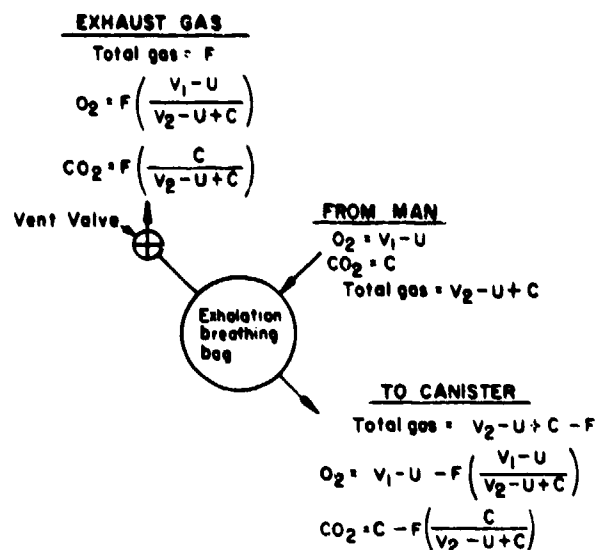 EXHAUST GAS
Total gas = F
O₂ = F ( (V₁ – U) / (V₂ – U + C) )
CO₂ = F ( C / (V₂ – U + C) )
Vent Valve
FROM MAN
O₂ = V₁ – U
CO₂ = C
Total gas = V₂ – U + C
Exhalation
breathing
bag
TO CANISTER
Total gas = V₂ – U + C – F
O₂ = V₁ – U – F ( (V₁ – U) / (V₂ – U + C) )
CO₂ = C – F ( C / (V₂ – U + C) )